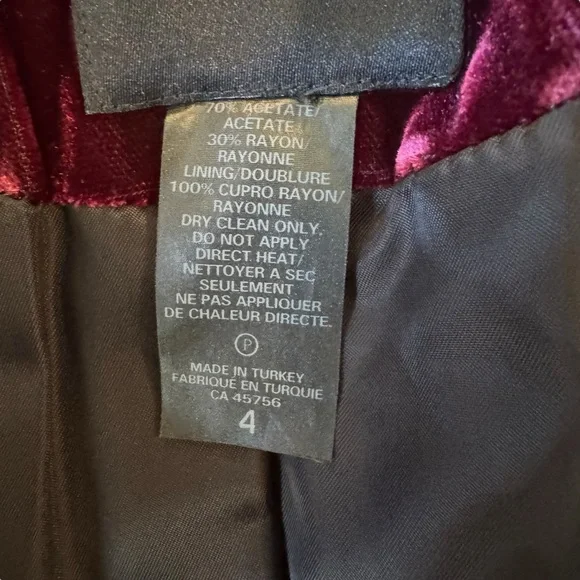 70% ACETATE/
ACETATE
30% RAYON/
RAYONNE
LINING/DOUBLURE
100% CUPRO RAYON/
RAYONNE
DRY CLEAN ONLY.
DO NOT APPLY
DIRECT HEAT/
NETTOYER A SEC
SEULEMENT
NE PAS APPLIQUER
DE CHALEUR DIRECTE.
P
MADE IN TURKEY
FABRIQUE EN TURQUIE
CA 45756
4